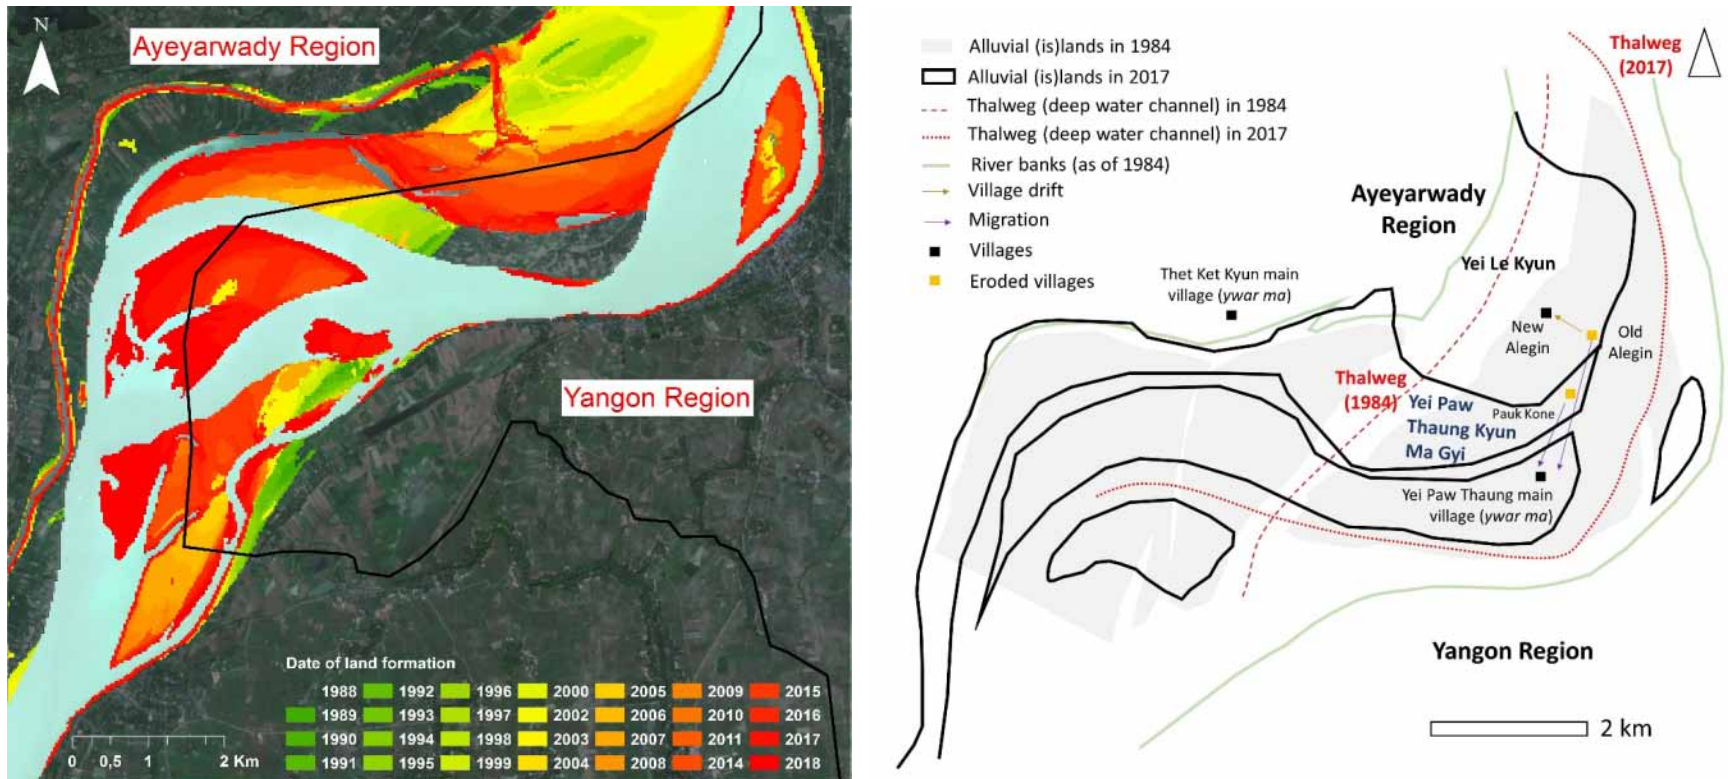 N
Ayeyarwady Region
Yangon Region
Date of land formation
1988 1992 1996 2000 2005 2009 2015
1989 1993 1997 2002 2006 2010 2016
1990 1994 1998 2003 2007 2011 2017
1991 1995 1999 2004 2008 2014 2018
0 0,5 1 2 Km
Alluvial (is)lands in 1984
Alluvial (is)lands in 2017
Thalweg (deep water channel) in 1984
Thalweg (deep water channel) in 2017
River banks (as of 1984)
Village drift
Migration
Villages
Eroded villages
Thalweg
(2017)
Ayeyarwady
Region
Yei Le Kyun
Thet Ket Kyun main
village (ywar ma)
New
Alegin
Old
Alegin
Thalweg
(1984)
Yei Paw
Thaung Kyun
Ma Gyi
Pauk Kone
Yei Paw Thaung main
village (ywar ma)
Yangon Region
2 km